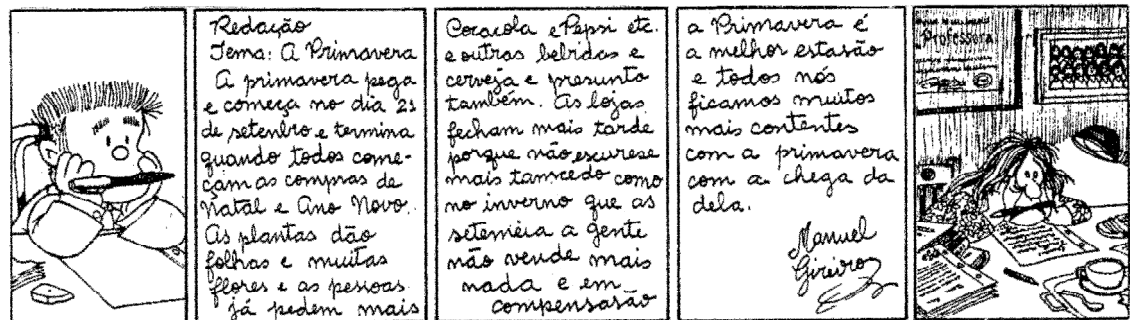 Redação
Tema: A Primavera
A primavera pega
e começa no dia 21
de setenbro e termina
quando todos come-
çam as compras de
Natal e Ano Novo.
As plantas dão
folhas e muitas
flores e as pessoas
já pedem mais
Cocacola e Pepsi etc.
e outras bebidas e
cerveja e presunto
também. As lojas
fecham mais tarde
porque não escurese
mais tamcedo como
no inverno que as
seteméia a gente
não vende mais
nada e em
compensasão
a Primavera é
a melhor estasão
e todos nós
ficamos muitos
mais contentes
com a primavera
com a chega da
dela.
Manuel
Gireiro
Professora